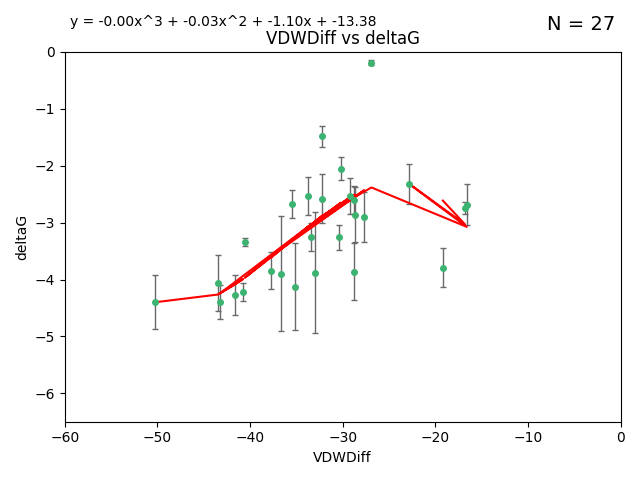 y = -0.00x^3 + -0.03x^2 + -1.10x + -13.38
N = 27
VDWDiff vs deltaG
0
−1
−2
−3
−4
−5
−6
deltaG
−60 −50 −40 −30 −20 −10 0
VDWDiff